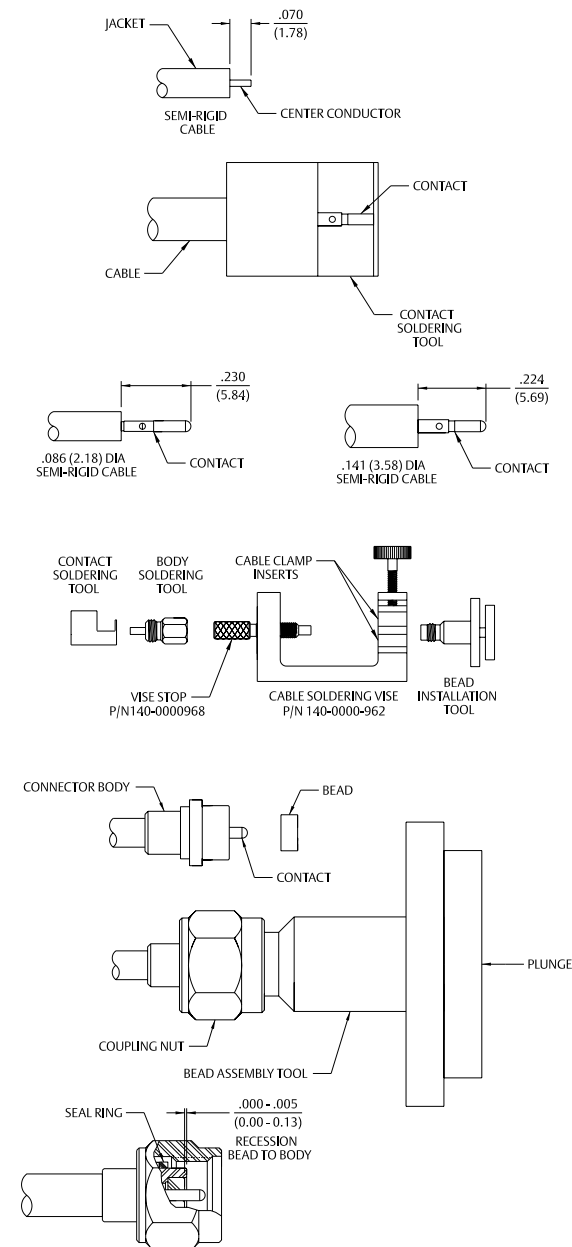 JACKET
.070
(1.78)
CENTER CONDUCTOR
SEMI-RIGID
CABLE
CONTACT
CABLE
CONTACT
SOLDERING
TOOL
.230
(5.84)
.086 (2.18) DIA
SEMI-RIGID CABLE
CONTACT
.224
(5.69)
.141 (3.58) DIA
SEMI-RIGID CABLE
CONTACT
CONTACT
SOLDERING
TOOL
BODY
SOLDERING
TOOL
CABLE CLAMP
INSERTS
VISE STOP
P/N140-0000968
CABLE SOLDERING VISE
P/N 140-0000-962
BEAD
INSTALLATION
TOOL
CONNECTOR BODY
BEAD
CONTACT
PLUNGE
COUPLING NUT
BEAD ASSEMBLY TOOL
SEAL RING
.000 - .005
(0.00 - 0.13)
RECESSION
BEAD TO BODY